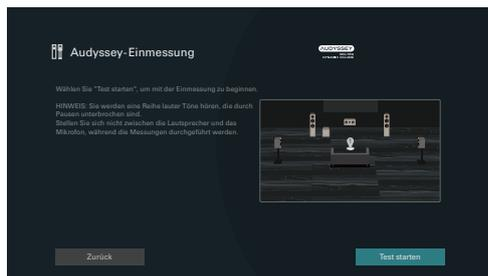 Audyssey-Einmessung
AUDYSSEY
Wählen Sie "Test starten", um mit der Einmessung zu beginnen.
HINWEIS: Sie werden eine Reihe lauter Töne hören, die durch
Pausen unterbrochen sind.
Stellen Sie sich nicht zwischen die Lautsprecher und das
Mikrofon, während die Messungen durchgeführt werden.
Zurück
Test starten